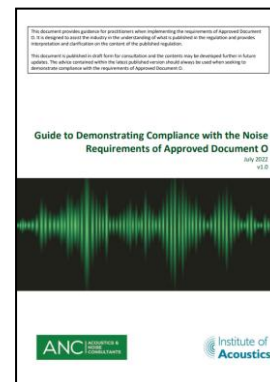 This document provides guidance for practitioners when implementing the requirements of Approved Document
O. It is designed to assist the industry in the understanding of what is published in the regulation and provides
interpretation and clarification on the content of the published regulation.
This document is published in draft form for consultation and the contents may be developed further in future
updates. The advice contained within the latest published version should always be used when seeking to
demonstrate compliance with the requirements of Approved Document O.
Guide to Demonstrating Compliance with the Noise
Requirements of Approved Document O
July 2022
v1.0
ANC ACOUSTICS &
NOISE
CONSULTANTS
Institute of
Acoustics